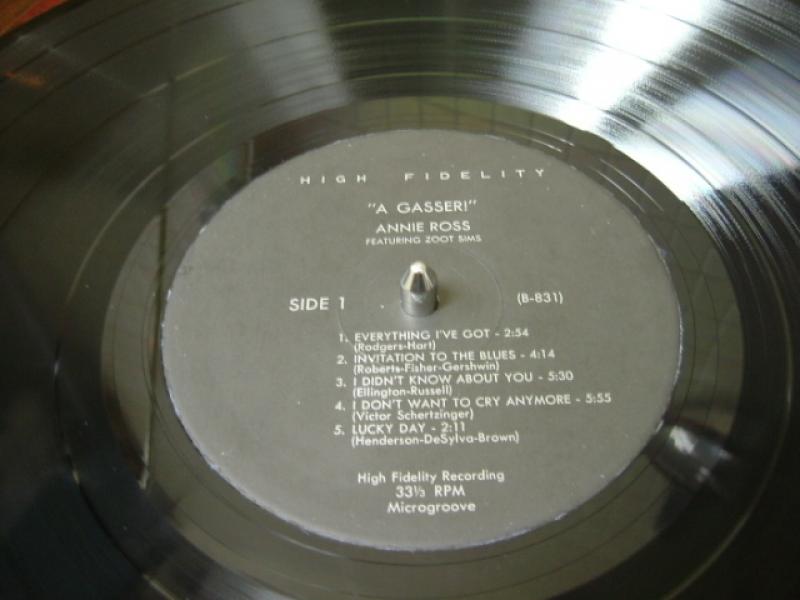 HIGH FIDELITY
"A GASSER!"
ANNIE ROSS
FEATURING ZOOT SIMS
SIDE 1 (B-831)
1. EVERYTHING I'VE GOT - 2:54
(Rodgers-Hart)
2. INVITATION TO THE BLUES - 4:14
(Roberts-Fisher-Gershwin)
3. I DIDN'T KNOW ABOUT YOU - 5:30
(Ellington-Russell)
4. I DON'T WANT TO CRY ANYMORE - 5:55
(Victor Schertzinger)
5. LUCKY DAY - 2:11
(Henderson-DeSylva-Brown)
High Fidelity Recording
33⅓ RPM
Microgroove